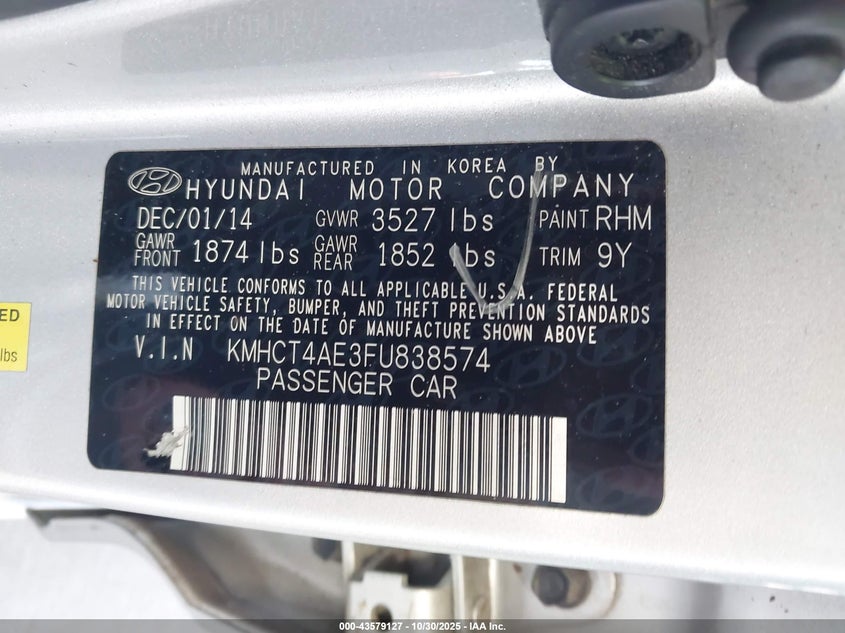 MANUFACTURED IN KOREA BY
HYUNDAI MOTOR COMPANY
DEC/01/14 GVWR 3527 lbs PAINT RHM
GAWR FRONT 1874 lbs GAWR REAR 1852 lbs TRIM 9Y
THIS VEHICLE CONFORMS TO ALL APPLICABLE U.S.A. FEDERAL
MOTOR VEHICLE SAFETY, BUMPER, AND THEFT PREVENTION STANDARDS
IN EFFECT ON THE DATE OF MANUFACTURE SHOWN ABOVE
V.I.N KMHCT4AE3FU838574
PASSENGER CAR
ED
lbs
000-43579127 - 10/30/2025 - IAA Inc.